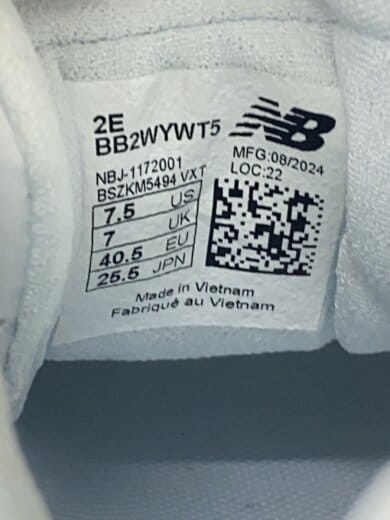 2E
BB2WYWT5
NB
MFG:08/2024
LOC:22
NBJ-1172001
BSZKM5494 VXT
7.5 US
7 UK
40.5 EU
25.5 JPN
Made in Vietnam
Fabriqué au Vietnam